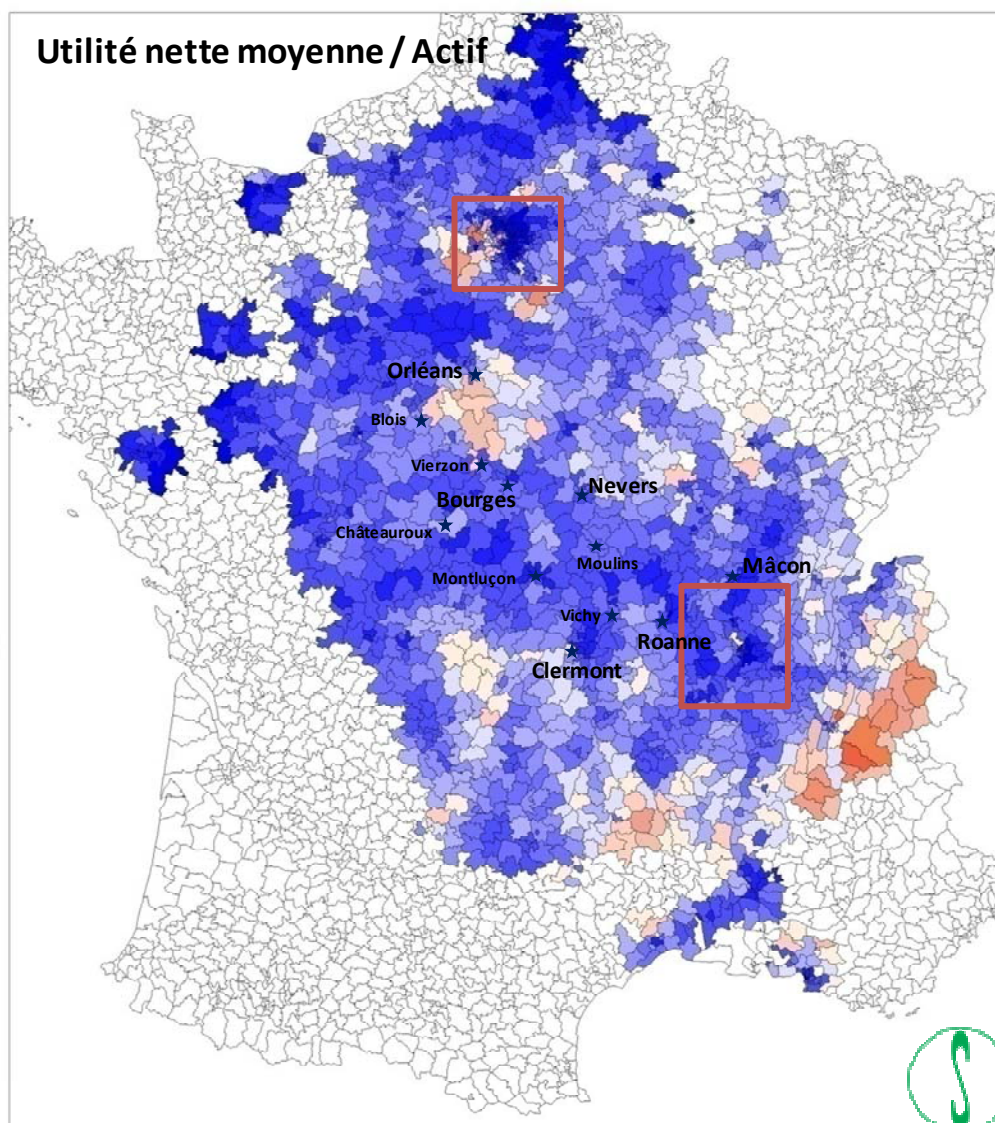 Utilité nette moyenne / Actif
Orléans
Blois
Vierzon
Bourges
Nevers
Châteauroux
Moulins
Montluçon
Mâcon
Vichy
Roanne
Clermont
S